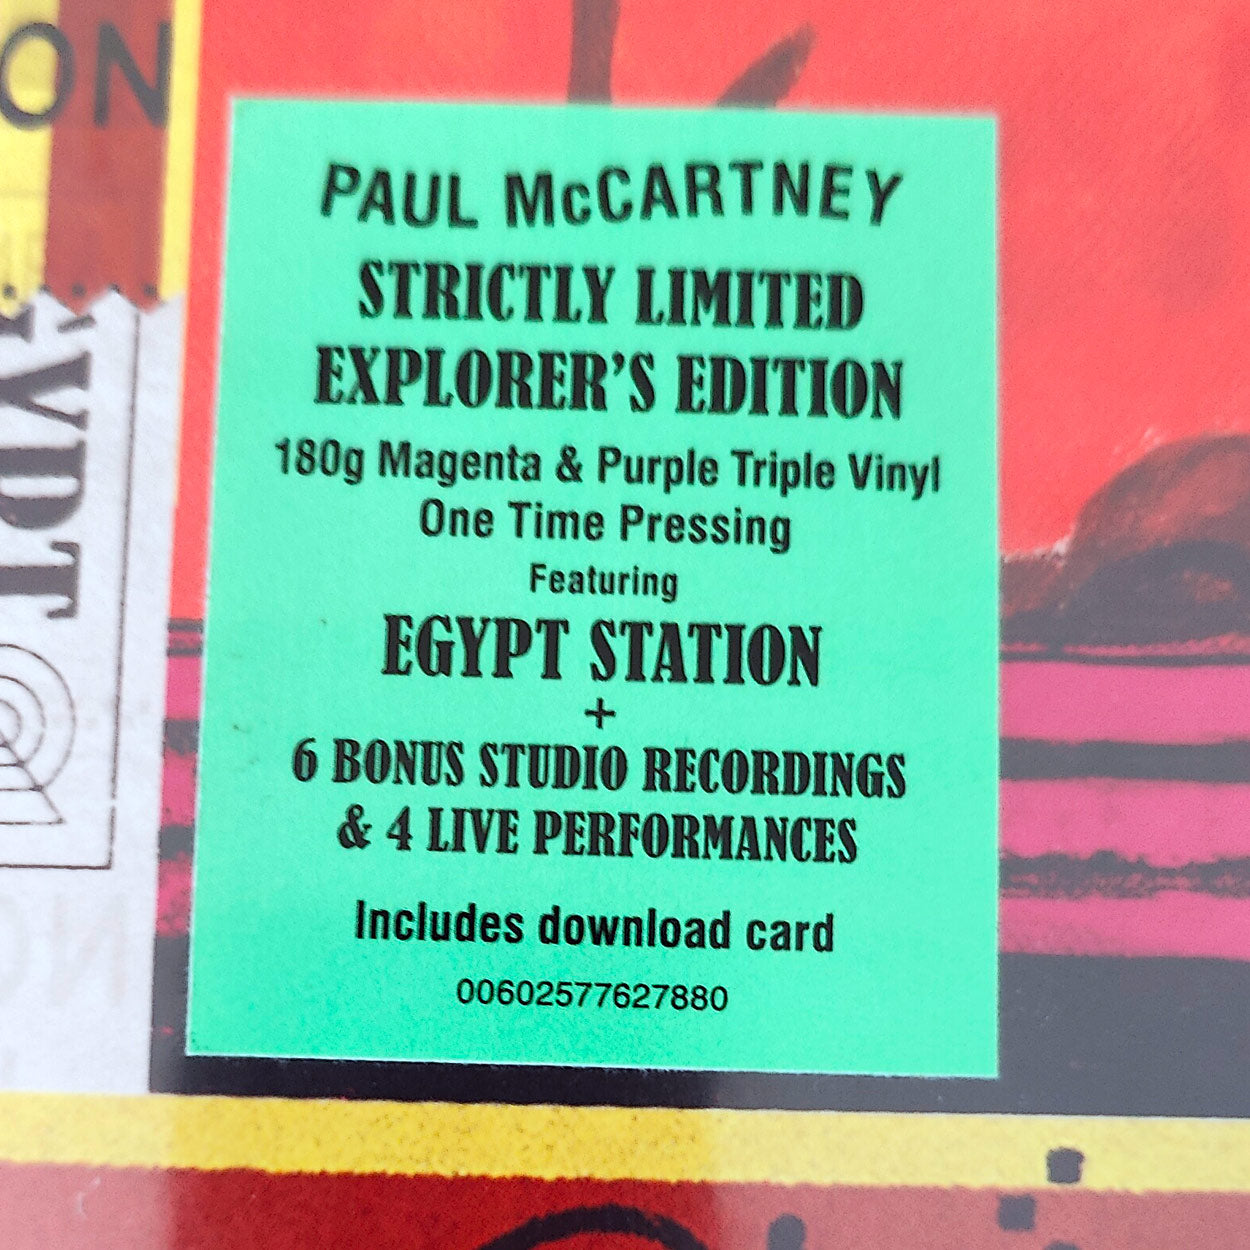 ON
PAUL McCARTNEY
STRICTLY LIMITED
EXPLORER'S EDITION
180g Magenta & Purple Triple Vinyl
One Time Pressing
Featuring
EGYPT STATION
+
6 BONUS STUDIO RECORDINGS
& 4 LIVE PERFORMANCES
Includes download card
00602577627880